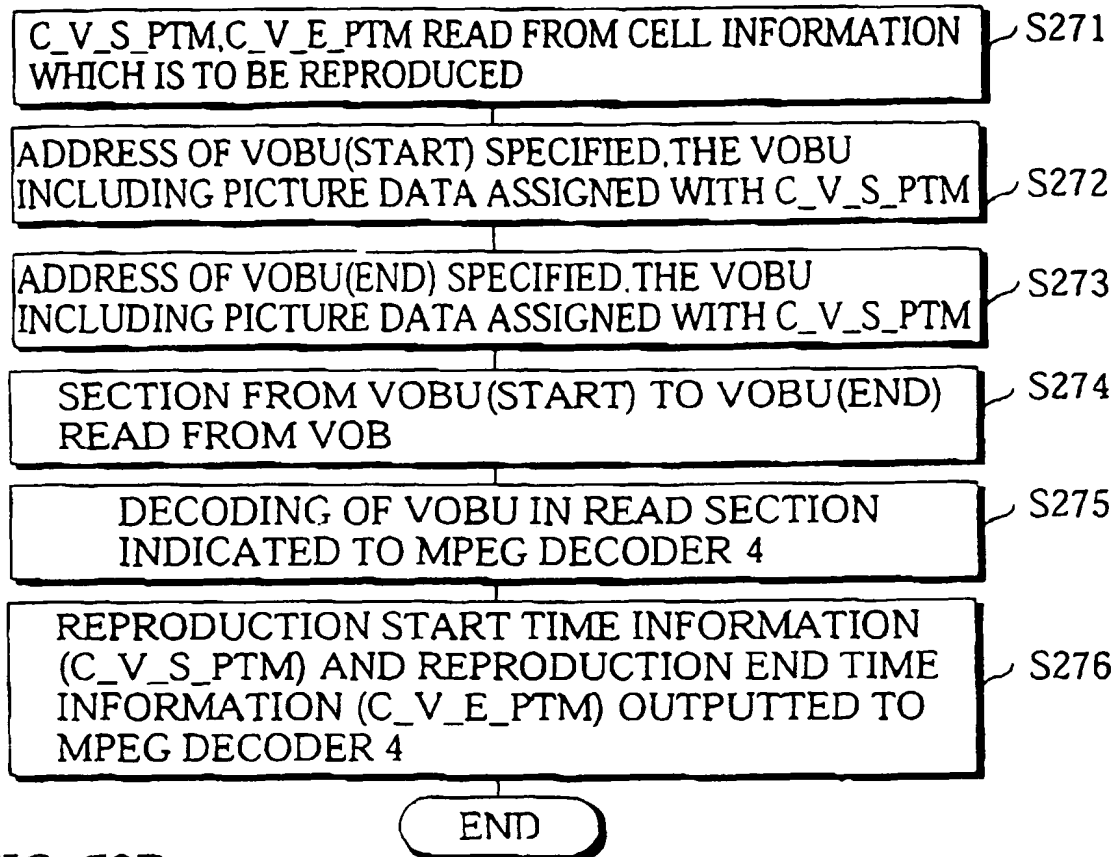 C_V_S_PTM,C_V_E_PTM READ FROM CELL INFORMATION
WHICH IS TO BE REPRODUCED
S271
ADDRESS OF VOBU(START) SPECIFIED,THE VOBU
INCLUDING PICTURE DATA ASSIGNED WITH C_V_S_PTM
S272
ADDRESS OF VOBU(END) SPECIFIED,THE VOBU
INCLUDING PICTURE DATA ASSIGNED WITH C_V_S_PTM
S273
SECTION FROM VOBU(START) TO VOBU(END)
READ FROM VOB
S274
DECODING OF VOBU IN READ SECTION
INDICATED TO MPEG DECODER 4
S275
REPRODUCTION START TIME INFORMATION
(C_V_S_PTM) AND REPRODUCTION END TIME
INFORMATION (C_V_E_PTM) OUTPUTTED TO
MPEG DECODER 4
S276
END